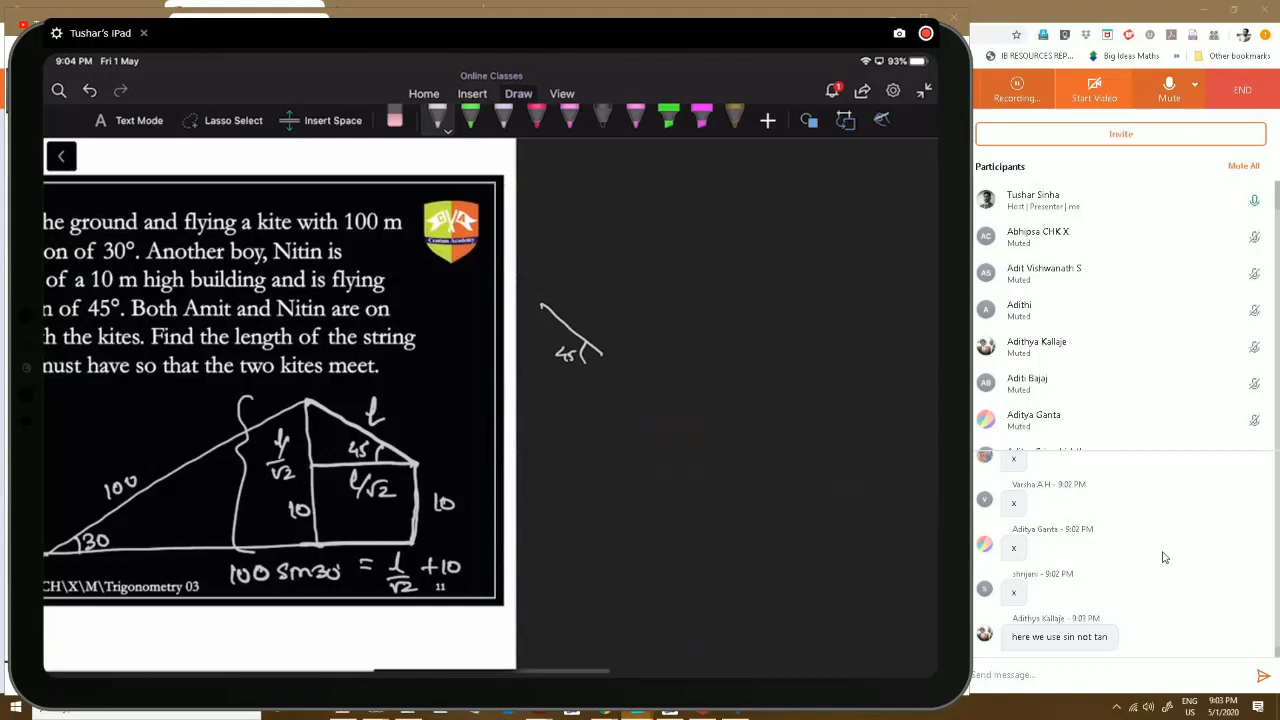 Tushar's iPad
9:04 PM Fri 1 May
93%
Online Classes
Home Insert Draw View
Text Mode
Lasso Select
Insert Space
he ground and flying a kite with 100 m
on of 30°. Another boy, Nitin is
of a 10 m high building and is flying
n of 45°. Both Amit and Nitin are on
h the kites. Find the length of the string
must have so that the two kites meet.
Centum Academy
100
30
l/√2
10
l
45
l/√2
10
100 sin30 = l/√2 + 10
CH\X\M\Trigonometry 03
11
45
IB RESOURCES REP...
Big Ideas Maths
»
Other bookmarks
Recording...
Start Video
Mute
END
Invite
Participants
Mute All
Tushar Sinha
Host | Presenter | me
AC
Abhipsa CHK X
Muted
AS
Adit Vishwanath S
Muted
A
Adithi
Muted
Adithya Kallaje
Muted
AB
Aditi Bajaj
Muted
Aditya Ganta
Muted
x
Varsha A H - 9:02 PM
V
x
Aditya Ganta - 9:02 PM
x
shrijani - 9:02 PM
S
x
Adithya Kallaje - 9:03 PM
here we use sin not tan
Send message...
ENG
US
9:03 PM
5/1/2020